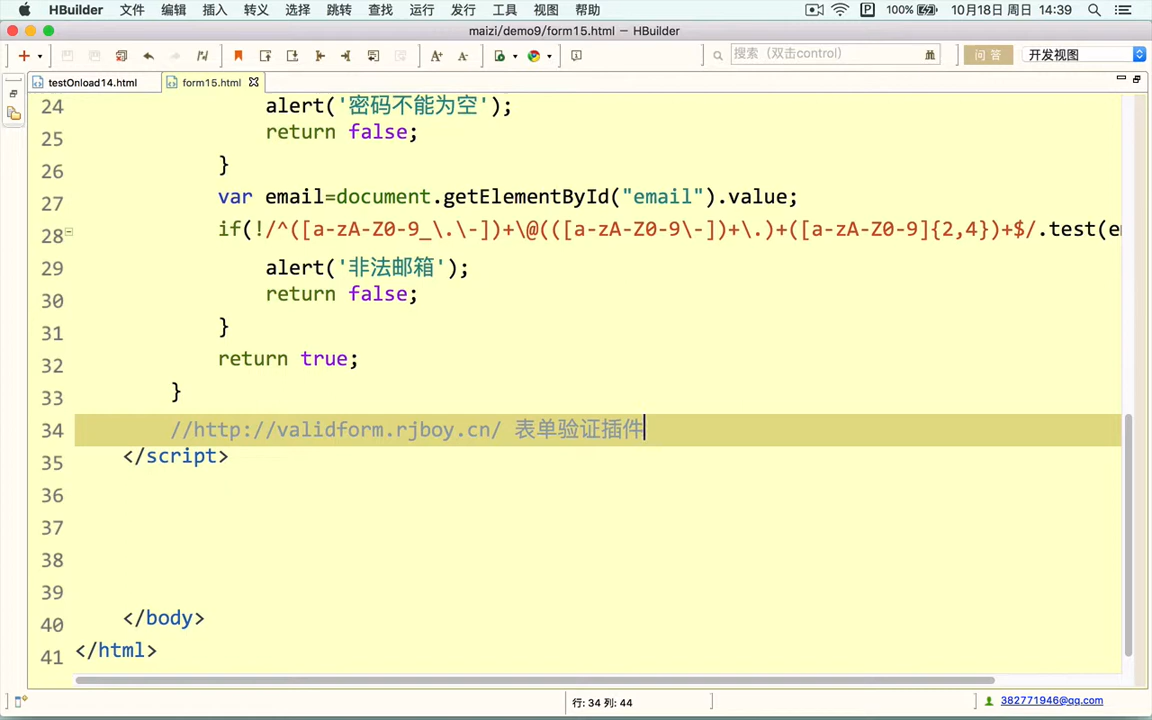 HBuilder 文件 编辑 插入 转义 选择 跳转 查找 运行 发行 工具 视图 帮助 100% 10月18日 周日 14:39
maizi/demo9/form15.html — HBuilder
搜索（双击control） 问 答 开发视图
testOnload14.html form15.html
24 alert('密码不能为空');
25 return false;
26 }
27 var email=document.getElementById("email").value;
28 if(!/^([a-zA-Z0-9_\.\-])+\@(([a-zA-Z0-9\-])+\.)+([a-zA-Z0-9]{2,4})+$/.test(e
29 alert('非法邮箱');
30 return false;
31 }
32 return true;
33 }
34 //http://validform.rjboy.cn/ 表单验证插件
35 </script>
36
37
38
39
40 </body>
41 </html>
行: 34 列: 44 382771946@qq.com